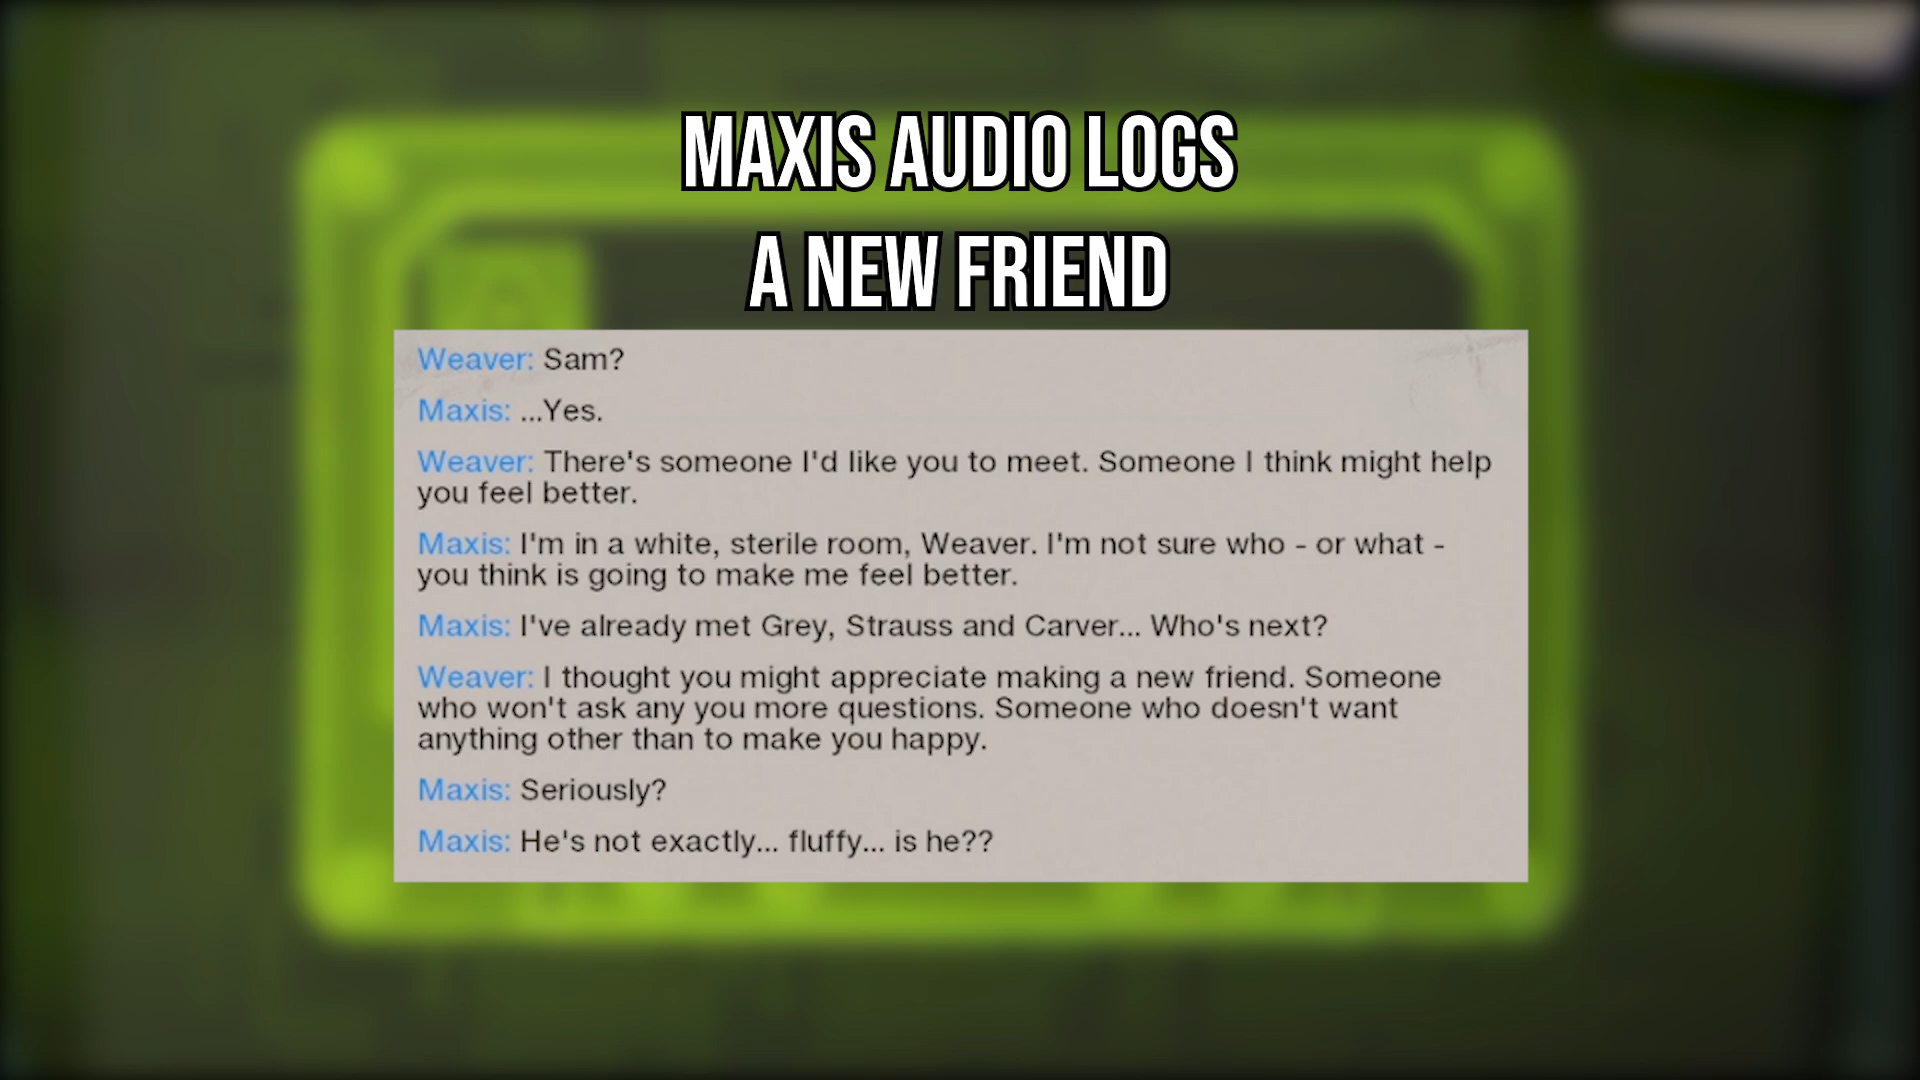 MAXIS AUDIO LOGS
A NEW FRIEND
Weaver: Sam?
Maxis: ...Yes.
Weaver: There's someone I'd like you to meet. Someone I think might help
you feel better.
Maxis: I'm in a white, sterile room, Weaver. I'm not sure who - or what -
you think is going to make me feel better.
Maxis: I've already met Grey, Strauss and Carver... Who's next?
Weaver: I thought you might appreciate making a new friend. Someone
who won't ask any you more questions. Someone who doesn't want
anything other than to make you happy.
Maxis: Seriously?
Maxis: He's not exactly... fluffy... is he??